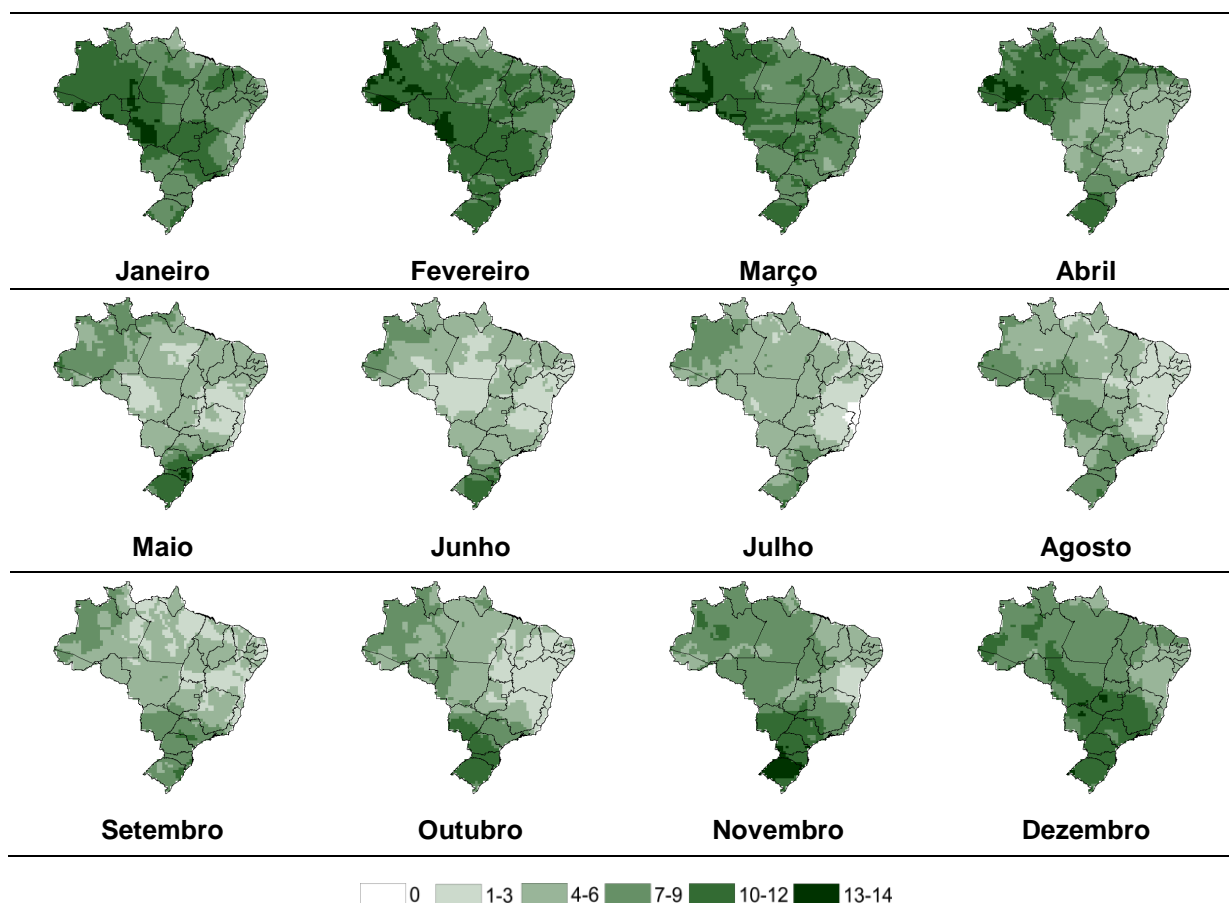 Janeiro Fevereiro Março Abril
Maio Junho Julho Agosto
Setembro Outubro Novembro Dezembro
0 1-3 4-6 7-9 10-12 13-14